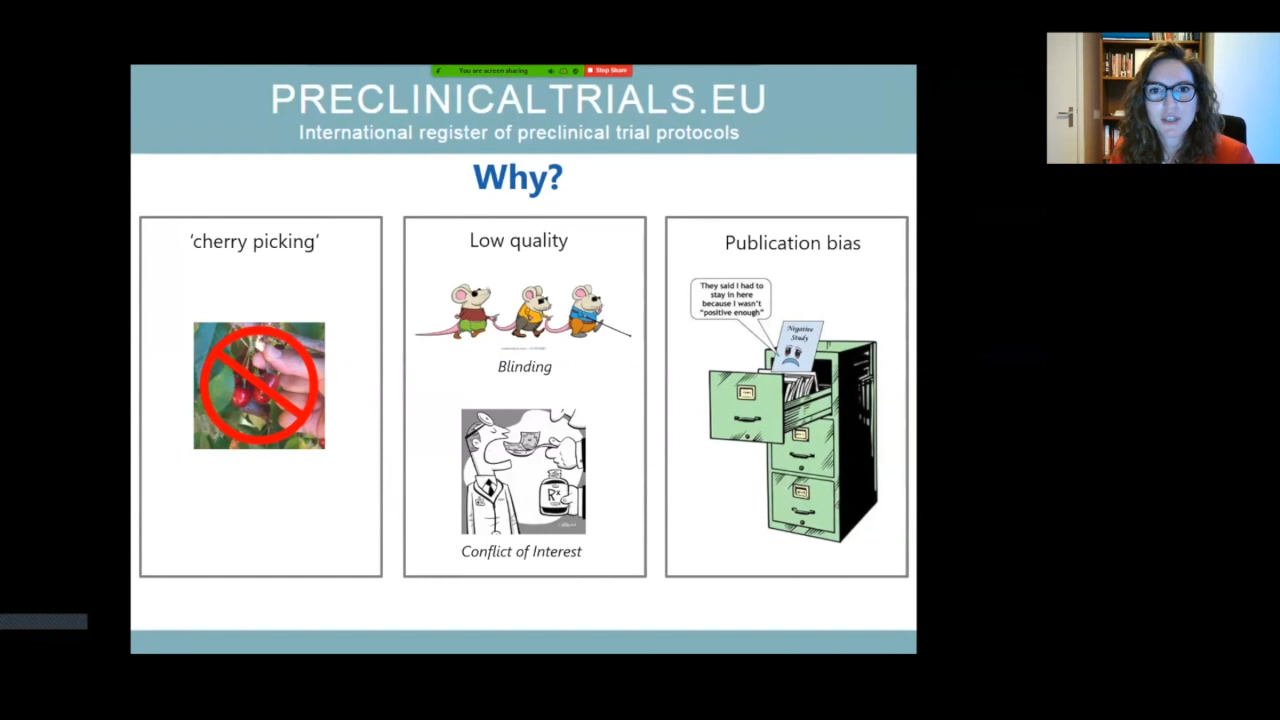 You are screen sharing
Stop Share
PRECLINICALTRIALS.EU
International register of preclinical trial protocols
Why?
‘cherry picking’
Low quality
Blinding
Rx
Conflict of Interest
Publication bias
They said I had to
stay in here
because I wasn't
"positive enough"
Negative
Study